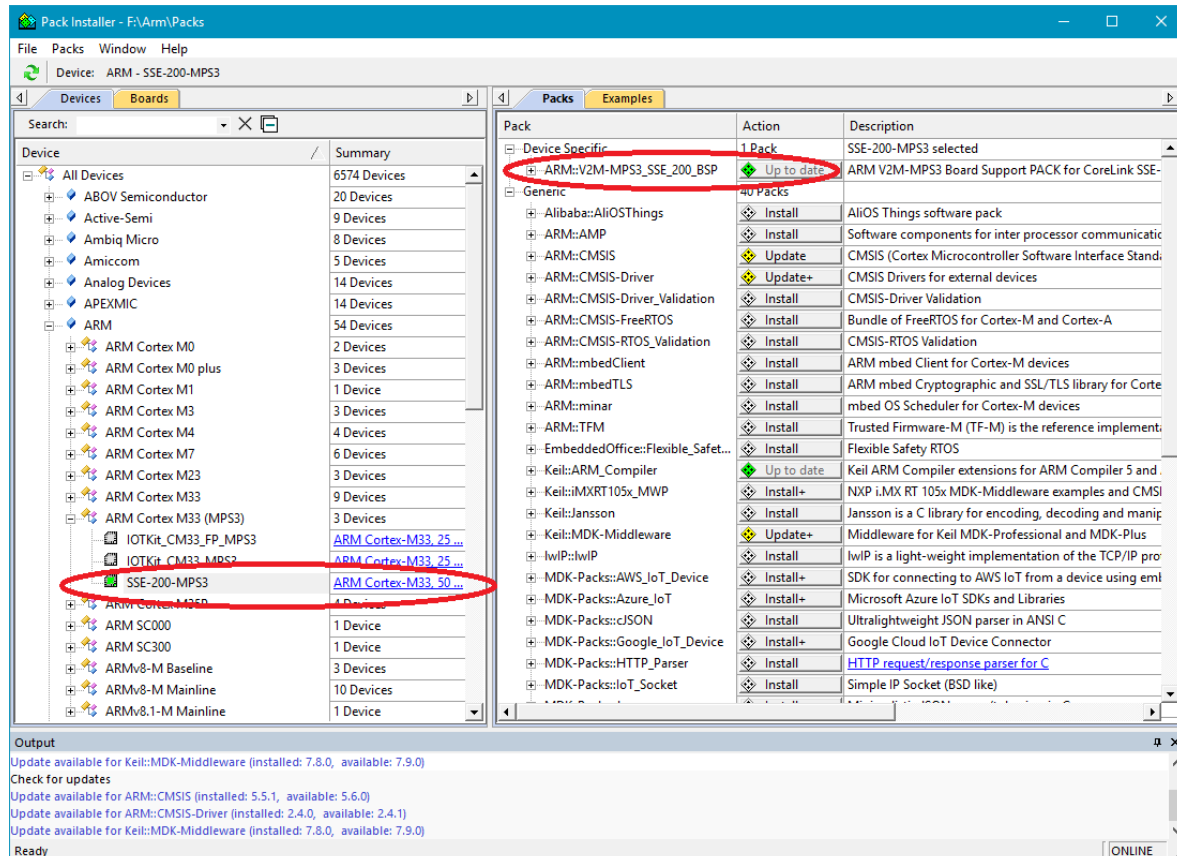 Pack Installer - F:\Arm\Packs
File Packs Window Help
Device: ARM - SSE-200-MPS3
Devices Boards
Search:
Device / Summary
All Devices 6574 Devices
ABOV Semiconductor 20 Devices
Active-Semi 9 Devices
Ambiq Micro 8 Devices
Amiccom 5 Devices
Analog Devices 14 Devices
APEXMIC 14 Devices
ARM 54 Devices
ARM Cortex M0 2 Devices
ARM Cortex M0 plus 3 Devices
ARM Cortex M1 1 Device
ARM Cortex M3 3 Devices
ARM Cortex M4 4 Devices
ARM Cortex M7 6 Devices
ARM Cortex M23 3 Devices
ARM Cortex M33 9 Devices
ARM Cortex M33 (MPS3) 3 Devices
IOTKit_CM33_FP_MPS3 ARM Cortex-M33, 25 ...
IOTKit_CM33_MPS3 ARM Cortex-M33, 25 ...
SSE-200-MPS3 ARM Cortex-M33, 50 ...
ARM Cortex M35P 4 Devices
ARM SC000 1 Device
ARM SC300 1 Device
ARMv8-M Baseline 3 Devices
ARMv8-M Mainline 10 Devices
ARMv8.1-M Mainline 1 Device
Packs Examples
Pack Action Description
Device Specific 1 Pack SSE-200-MPS3 selected
ARM::V2M-MPS3_SSE_200_BSP Up to date ARM V2M-MPS3 Board Support PACK for CoreLink SSE-
Generic 40 Packs
Alibaba::AliOSThings Install AliOS Things software pack
ARM::AMP Install Software components for inter processor communicatic
ARM::CMSIS Update CMSIS (Cortex Microcontroller Software Interface Standa
ARM::CMSIS-Driver Update+ CMSIS Drivers for external devices
ARM::CMSIS-Driver_Validation Install CMSIS-Driver Validation
ARM::CMSIS-FreeRTOS Install Bundle of FreeRTOS for Cortex-M and Cortex-A
ARM::CMSIS-RTOS_Validation Install CMSIS-RTOS Validation
ARM::mbedClient Install ARM mbed Client for Cortex-M devices
ARM::mbedTLS Install ARM mbed Cryptographic and SSL/TLS library for Corte
ARM::minar Install mbed OS Scheduler for Cortex-M devices
ARM::TFM Install Trusted Firmware-M (TF-M) is the reference implementa
EmbeddedOffice::Flexible_Safet... Install Flexible Safety RTOS
Keil::ARM_Compiler Up to date Keil ARM Compiler extensions for ARM Compiler 5 and
Keil::iMXRT105x_MWP Install+ NXP i.MX RT 105x MDK-Middleware examples and CMSI
Keil::Jansson Install Jansson is a C library for encoding, decoding and manip
Keil::MDK-Middleware Update+ Middleware for Keil MDK-Professional and MDK-Plus
lwIP::lwIP Install lwIP is a light-weight implementation of the TCP/IP pro
MDK-Packs::AWS_IoT_Device Install+ SDK for connecting to AWS IoT from a device using emb
MDK-Packs::Azure_IoT Install+ Microsoft Azure IoT SDKs and Libraries
MDK-Packs::cJSON Install Ultralightweight JSON parser in ANSI C
MDK-Packs::Google_IoT_Device Install+ Google Cloud IoT Device Connector
MDK-Packs::HTTP_Parser Install HTTP request/response parser for C
MDK-Packs::IoT_Socket Install Simple IP Socket (BSD like)
Output
Update available for Keil::MDK-Middleware (installed: 7.8.0, available: 7.9.0)
Check for updates
Update available for ARM::CMSIS (installed: 5.5.1, available: 5.6.0)
Update available for ARM::CMSIS-Driver (installed: 2.4.0, available: 2.4.1)
Update available for Keil::MDK-Middleware (installed: 7.8.0, available: 7.9.0)
Ready ONLINE